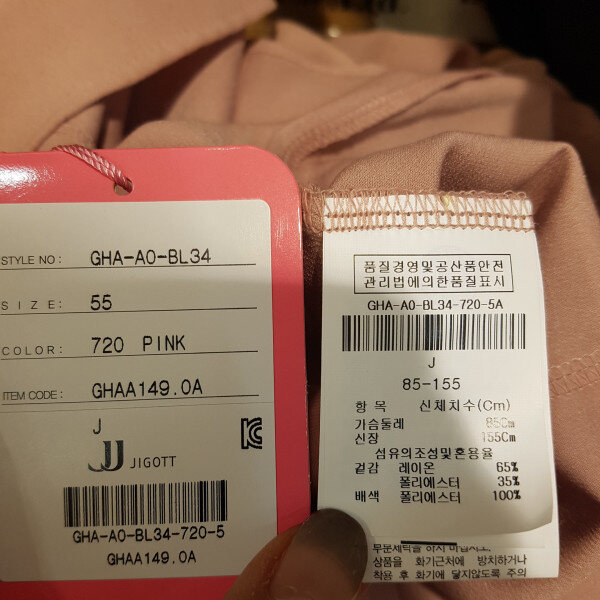 STYLE NO: GHA-A0-BL34
SIZE: 55
COLOR: 720 PINK
ITEM CODE: GHAA149.0A
J
JJ JIGOTT
GHA-A0-BL34-720-5
GHAA149.0A
품질경영및공산품안전
관리법에의한품질표시
GHA-A0-BL34-720-5A
J
85-155
항 목 신체치수(Cm)
가슴둘레 85Cm
신장 155Cm
섬유의조성및혼용율
겉감 레이온 65%
폴리에스터 35%
배색 폴리에스터 100%
상품을 화기근처에 방치하거나
착용 후 화기에 닿지않도록 주의